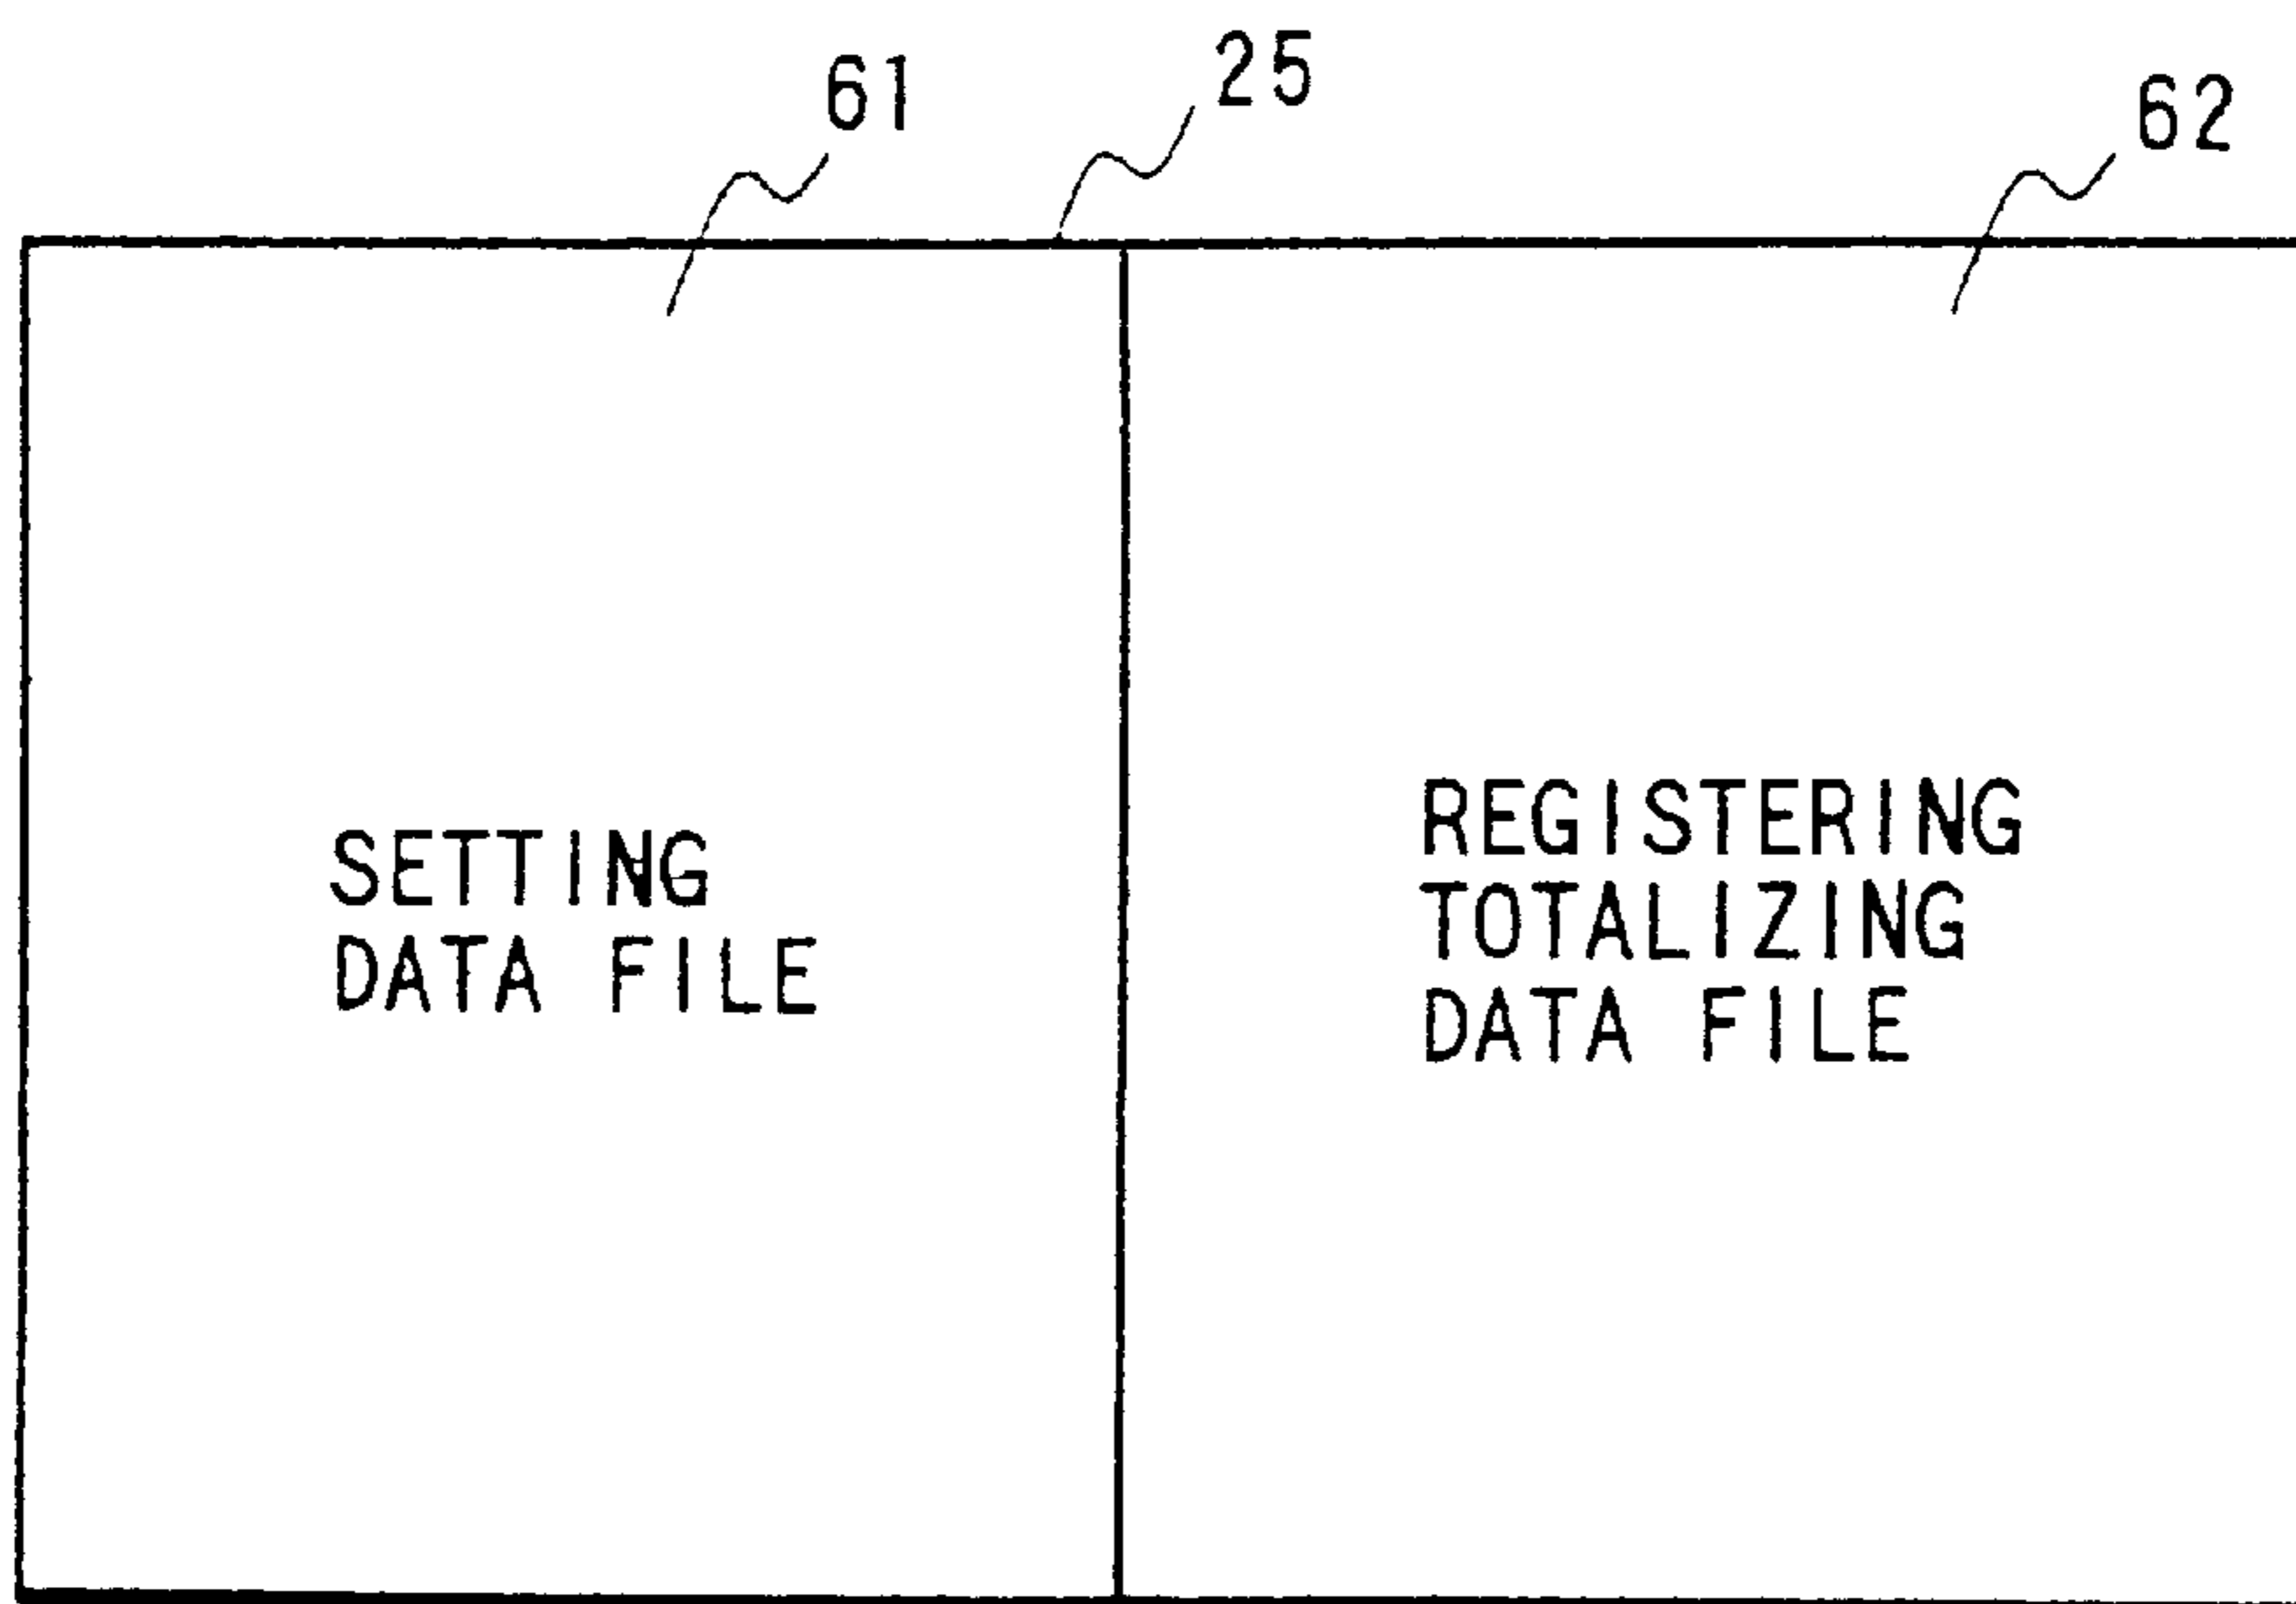 61
25
62
SETTING
DATA FILE
REGISTERING
TOTALIZING
DATA FILE